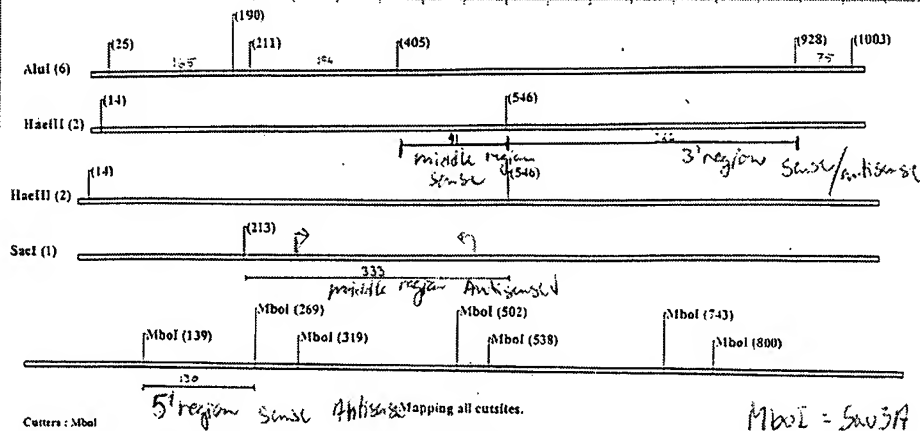 (190)
(25) (211) (405) (928) (1003)
AluI (6) 165 194 75
(14) (546)
HaeIII (2)
middle region 3' region Sense/Antisense
sense
(14) (546)
HaeIII (2)
(213)
SacI (1)
333
middle region Antisense
MboI (269) MboI (502) MboI (743)
MboI (139) MboI (319) MboI (538) MboI (800)
130
5' region sense Antisense Mapping all cutsites.
Cutters : MboI MboI = Sau3A